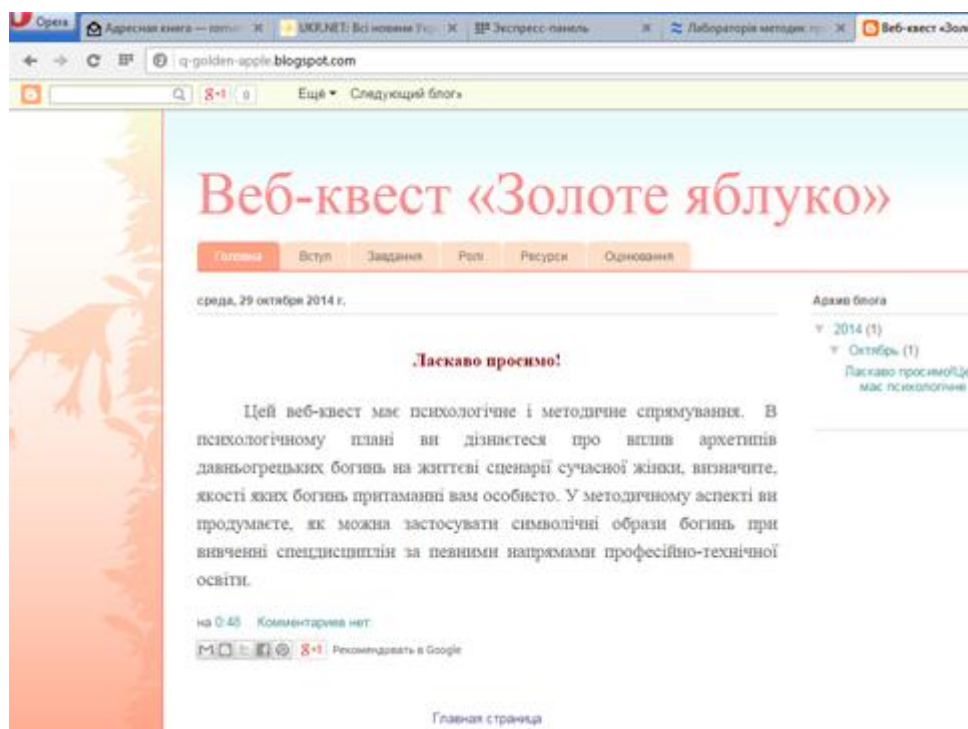 Opera
Адресная книга —
UKR.NET: Всі новини
Экспресс-панель
Лабораторія методик
Веб-квест «Золо
q-golden-apple.blogspot.com
g+1 0 Ещё Следующий блог»
Веб-квест «Золоте яблуко»
Головна Вступ Завдання Ролі Ресурси Оцінювання
среда, 29 октября 2014 г.
Ласкаво просимо!
Цей веб-квест має психологічне і методичне спрямування. В
психологічному плані ви дізнаєтеся про вплив архетипів
давньогрецьких богинь на життєві сценарії сучасної жінки, визначите,
якості яких богинь притаманні вам особисто. У методичному аспекті ви
продумаєте, як можна застосувати символічні образи богинь при
вивченні спецдисциплін за певними напрямами професійно-технічної
освіти.
на 0:48 Комментариев нет:
g+1 Рекомендовать в Google
Главная страница
Архив блога
▼ 2014 (1)
▼ Октябрь (1)
Ласкаво просимо!Це
має психологічне